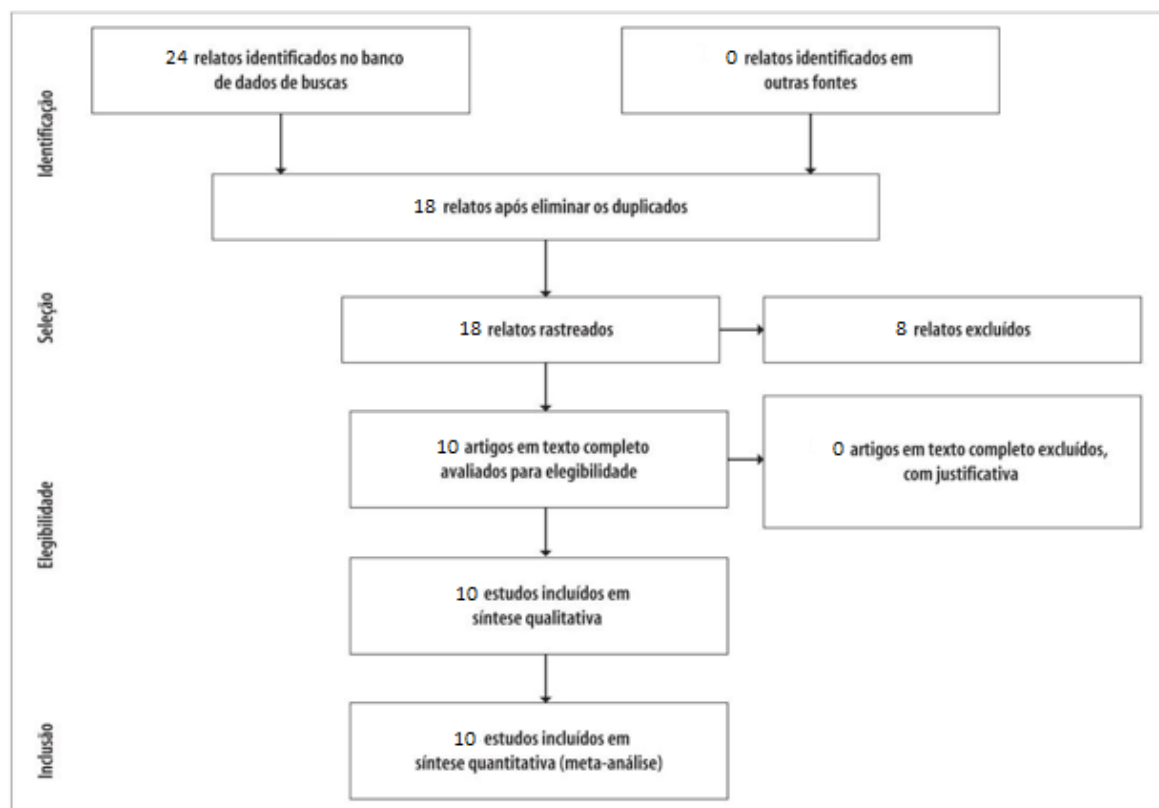 Identificação
24 relatos identificados no banco
de dados de buscas
0 relatos identificados em
outras fontes
18 relatos após eliminar os duplicados
Seleção
18 relatos rastreados
8 relatos excluídos
Elegibilidade
10 artigos em texto completo
avaliados para elegibilidade
0 artigos em texto completo excluídos,
com justificativa
10 estudos incluídos em
síntese qualitativa
Inclusão
10 estudos incluídos em
síntese quantitativa (meta-análise)